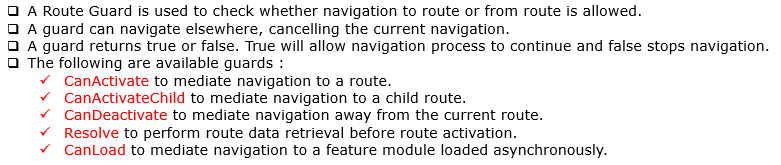 ❑ A Route Guard is used to check whether navigation to route or from route is allowed.
❑ A guard can navigate elsewhere, cancelling the current navigation.
❑ A guard returns true or false. True will allow navigation process to continue and false stops navigation.
❑ The following are available guards :
✓ CanActivate to mediate navigation to a route.
✓ CanActivateChild to mediate navigation to a child route.
✓ CanDeactivate to mediate navigation away from the current route.
✓ Resolve to perform route data retrieval before route activation.
✓ CanLoad to mediate navigation to a feature module loaded asynchronously.